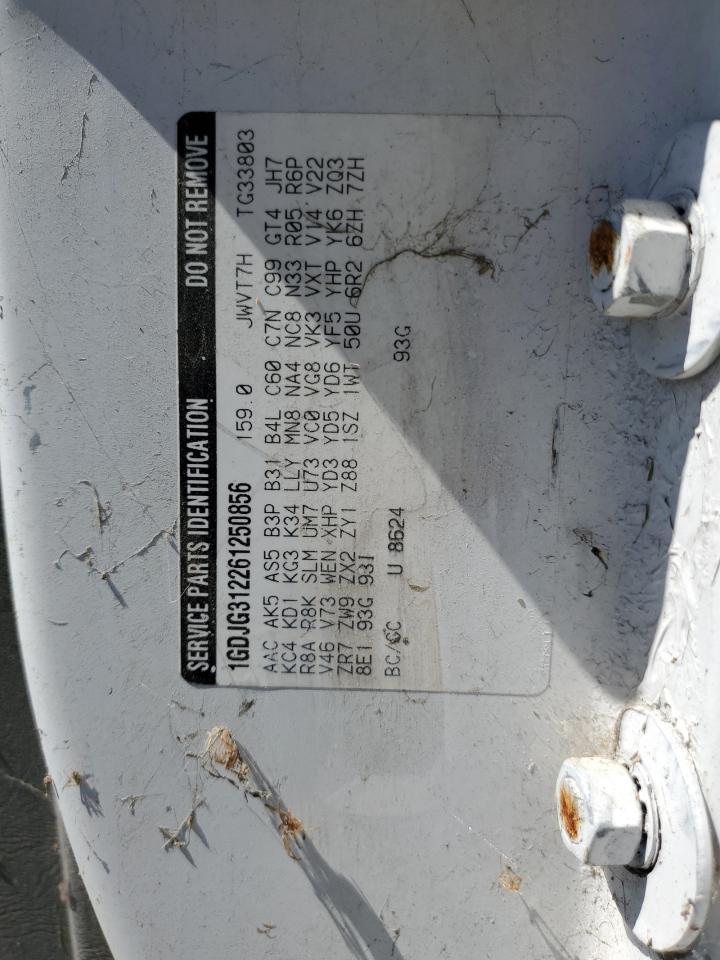 SERVICE PARTS IDENTIFICATION DO NOT REMOVE
1GDJG312261250856 159.0 JWVT7H TG33803
AAC AK5 AS5 B3P B31 B4L C60 C7N C99 GT4 JH7
KC4 KD1 KG3 K34 LLY MN8 NA4 NC8 N33 R05 R6P
R8A R8K SLM UM7 U73 VC0 VG8 VK3 VXT V14 V22
V46 V73 WEN XHP YD3 YD5 YD6 YF5 YHP YK6 ZQ3
ZR7 ZW9 ZX2 ZY1 Z88 1SZ 1WT 50U 6R2 6ZH 7ZH
8E1 93G 93I
BC/CC U 8624 93G